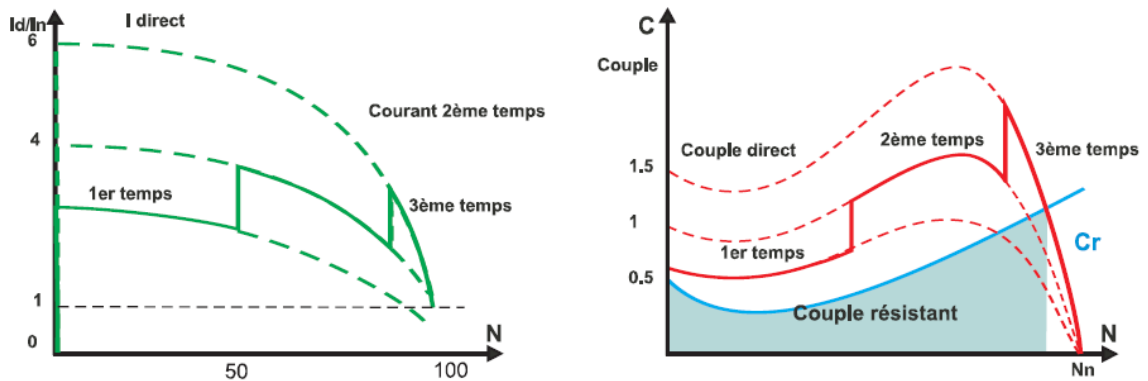 Id/In
I direct
6
Courant 2ème temps
4
1er temps
3ème temps
1
N
0
50
100
C
Couple
2ème temps
3ème temps
1.5
Couple direct
1
1er temps
Cr
0.5
Couple résistant
N
Nn